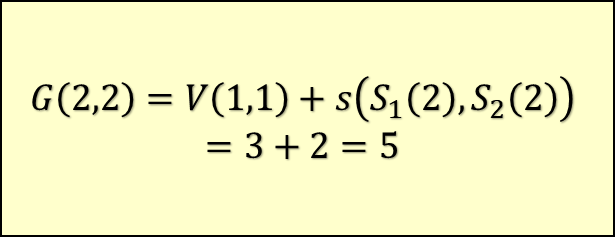 G(2,2) = V(1,1) + s(S₁(2), S₂(2))
= 3 + 2 = 5